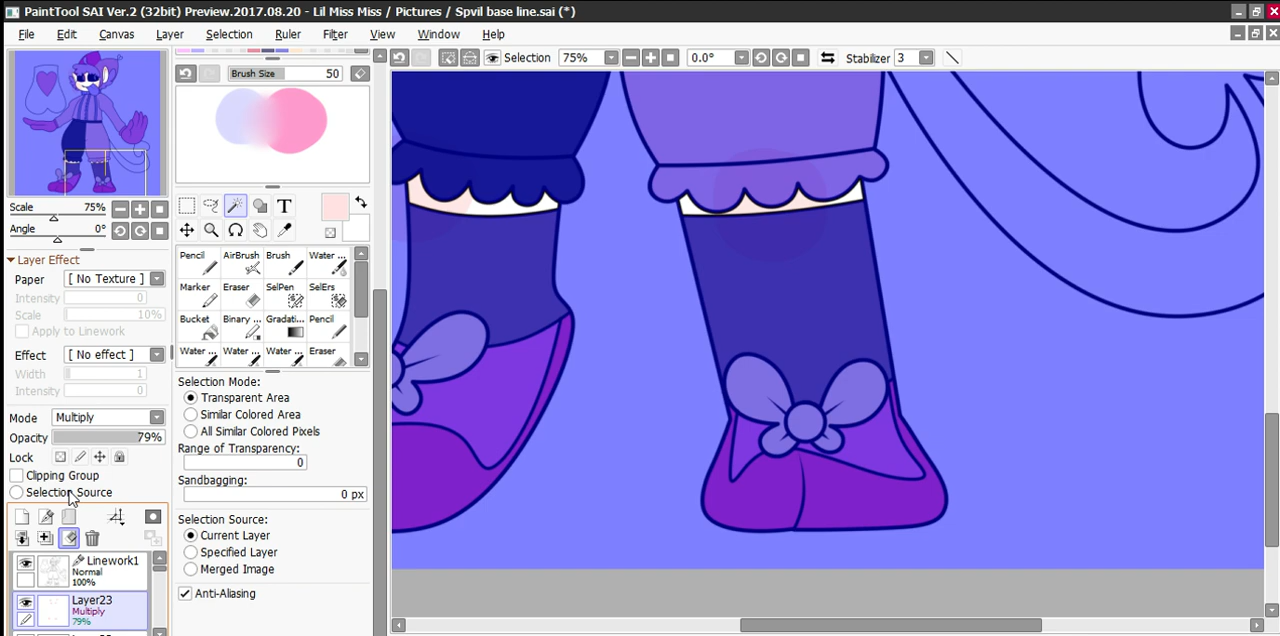 PaintTool SAI Ver.2 (32bit) Preview.2017.08.20 - Lil Miss Miss / Pictures / Spvil base line.sai (*)
File Edit Canvas Layer Selection Ruler Filter View Window Help
Brush Size 50
Selection 75% 0.0° Stabilizer 3
Scale 75%
Angle 0°
Layer Effect
Paper [ No Texture ]
Intensity 0
Scale 10%
Apply to Linework
Effect [ No effect ]
Width 1
Intensity 0
Mode Multiply
Opacity 79%
Lock
Clipping Group
Selection Source
Linework1
Normal
100%
Layer23
Multiply
79%
T
Pencil AirBrush Brush Water ...
Marker Eraser SelPen SelErs
Bucket Binary ... Gradati... Pencil
Water ... Water ... Water ... Eraser
Selection Mode:
Transparent Area
Similar Colored Area
All Similar Colored Pixels
Range of Transparency:
0
Sandbagging:
0 px
Selection Source:
Current Layer
Specified Layer
Merged Image
Anti-Aliasing